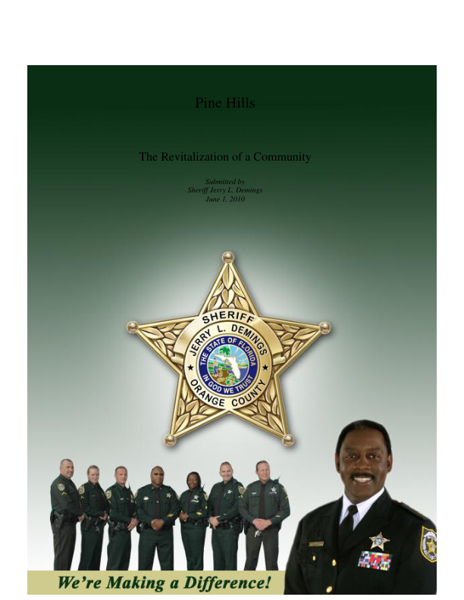 Pine Hills
The Revitalization of a Community
Submitted by
Sheriff Jerry L. Demings
June 1, 2010
SHERIFF
JERRY L. DEMINGS
THE STATE OF FLORIDA
IN GOD WE TRUST
ORANGE COUNTY
We're Making a Difference!